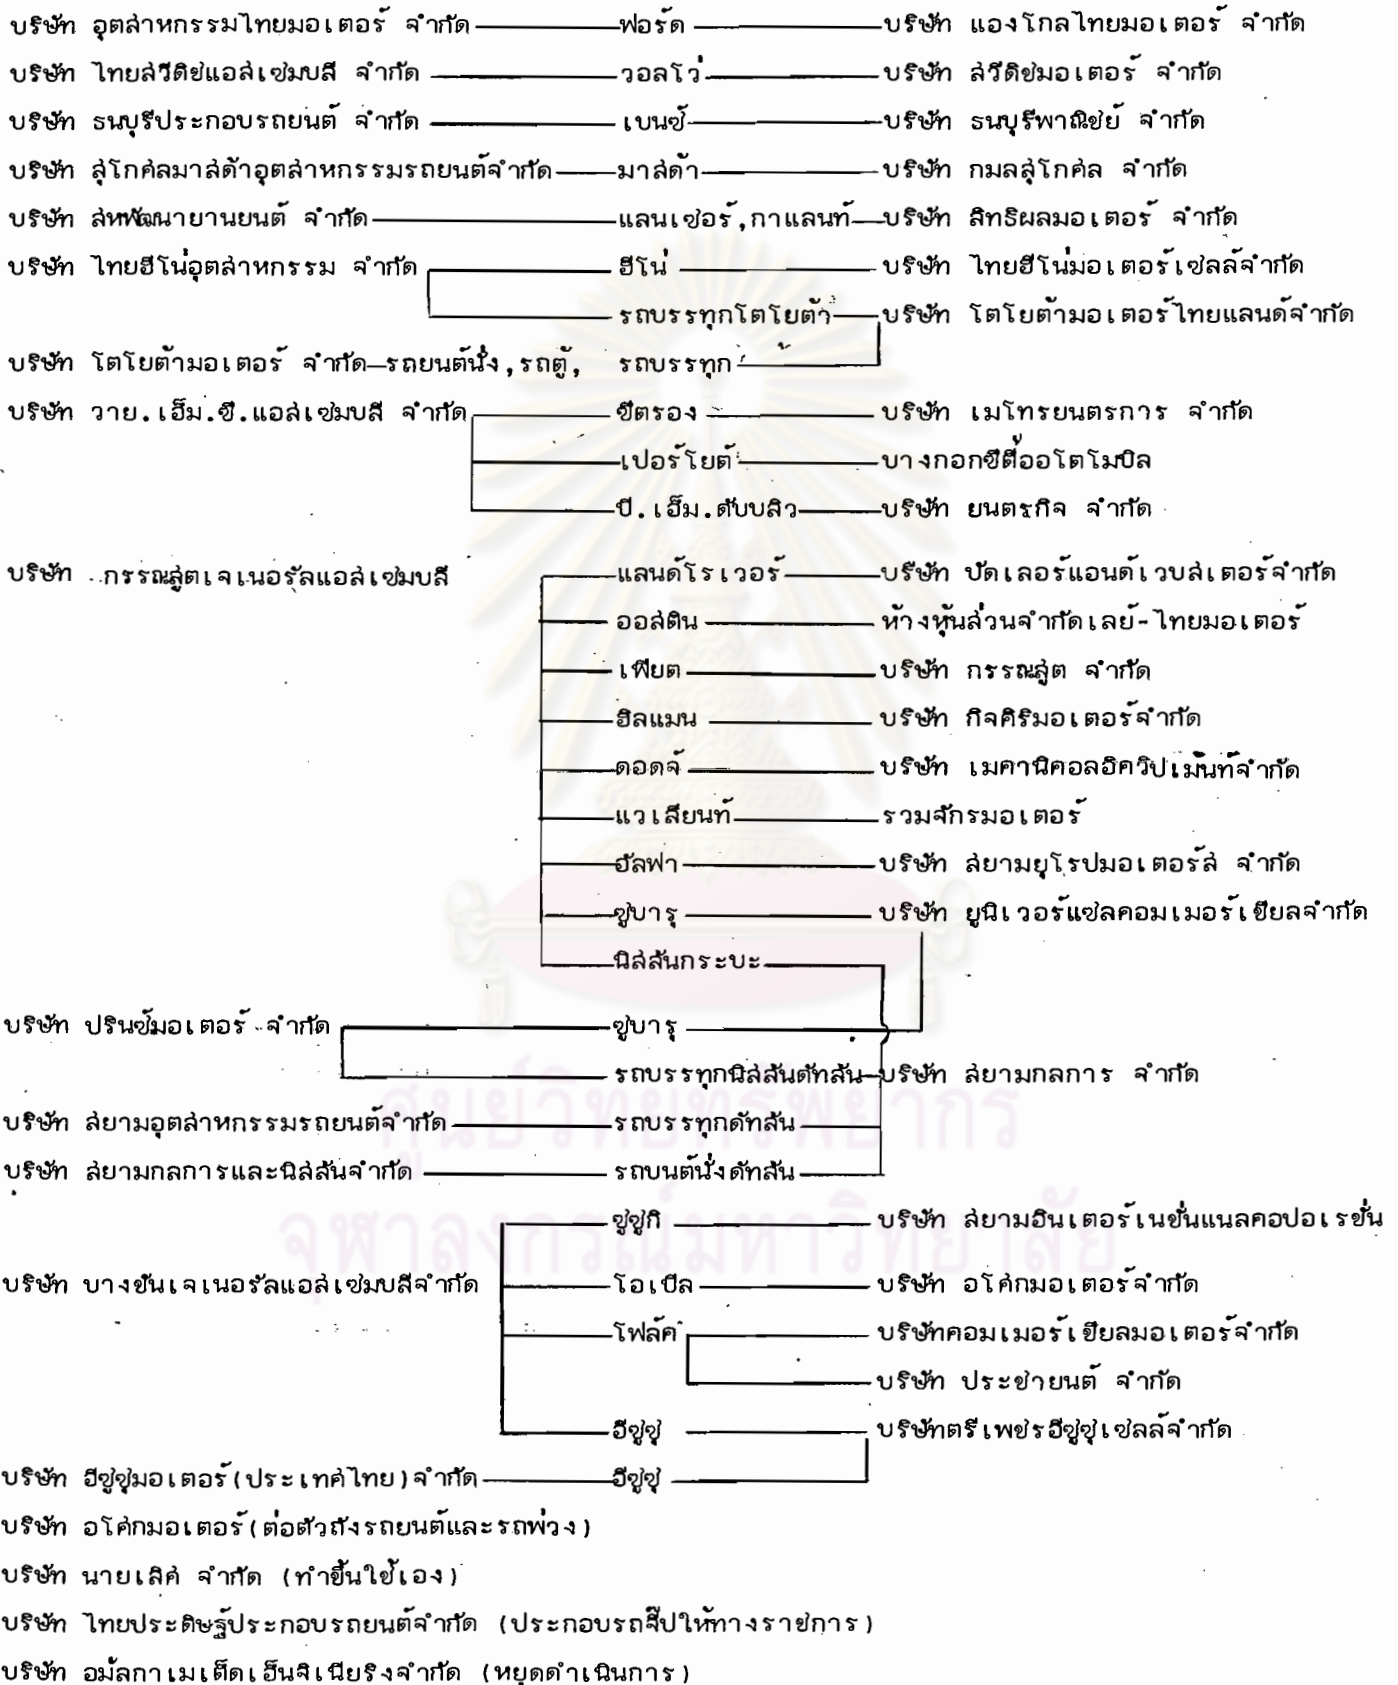 บริษัท อุตสาหกรรมไทยมอเตอร์ จำกัด ฟอร์ด บริษัท แองโกลไทยมอเตอร์ จำกัด
บริษัท ไทยสวีดิชแอสเซมบลี จำกัด วอลโว่ บริษัท สวีดิชมอเตอร์ จำกัด
บริษัท ธนบุรีประกอบรถยนต์ จำกัด เบนซ์ บริษัท ธนบุรีพาณิชย์ จำกัด
บริษัท สุโกศลมาสด้าอุตสาหกรรมรถยนต์จำกัด มาสด้า บริษัท กมลสุโกศล จำกัด
บริษัท สหพัฒนายานยนต์ จำกัด แลนเซอร์,กาแลนท์ บริษัท สิทธิผลมอเตอร์ จำกัด
บริษัท ไทยฮีโน่อุตสาหกรรม จำกัด ฮีโน่ บริษัท ไทยฮีโน่มอเตอร์เซลล์จำกัด
รถบรรทุกโตโยต้า บริษัท โตโยต้ามอเตอร์ไทยแลนด์จำกัด
บริษัท โตโยต้ามอเตอร์ จำกัด รถยนต์นั่ง,รถตู้, รถบรรทุก
บริษัท วาย.เอ็ม.ซี.แอสเซมบลี จำกัด ซีตรอง บริษัท เมโทรยนตรการ จำกัด
เปอร์โยต์ บางกอกซีตี้ออโตโมบิล
บี.เอ็ม.ดับบลิว บริษัท ยนตรกิจ จำกัด
บริษัท กรรณสูตเจเนอรัลแอสเซมบลี แลนด์โรเวอร์ บริษัท บัดเลอร์แอนด์เวบสเตอร์จำกัด
ออสติน ห้างหุ้นส่วนจำกัดเลย์-ไทยมอเตอร์
เฟียต บริษัท กรรณสูต จำกัด
ฮิลแมน บริษัท กิจศิริมอเตอร์จำกัด
ดอดจ์ บริษัท เมคานิคอลอิควิปเม้นท์จำกัด
แวเลียนท์ รวมจักรมอเตอร์
อัลฟา บริษัท สยามยุโรปมอเตอร์ส จำกัด
ซูบารุ บริษัท ยูนิเวอร์แซลคอมเมอร์เชียลจำกัด
นิสสันกระบะ
บริษัท ปรินซ์มอเตอร์ จำกัด ซูบารุ
รถบรรทุกนิสสันดัทสัน บริษัท สยามกลการ จำกัด
บริษัท สยามอุตสาหกรรมรถยนต์จำกัด รถบรรทุกดัทสัน
บริษัท สยามกลการและนิสสันจำกัด รถบนต์นั่งดัทสัน
ซูซูกิ บริษัท สยามอินเตอร์เนชั่นแนลคอปอเรชั่น
บริษัท บางชันเจเนอรัลแอสเซมบลีจำกัด โอเปิล บริษัท อโศกมอเตอร์จำกัด
โฟล์ค บริษัทคอมเมอร์เชียลมอเตอร์จำกัด
บริษัท ประชายนต์ จำกัด
อีซูซุ บริษัทตรีเพชรอีซูซุเซลล์จำกัด
บริษัท อีซูซุมอเตอร์(ประเทศไทย)จำกัด อีซูซุ
บริษัท อโศกมอเตอร์(ต่อตัวถังรถยนต์และรถพ่วง)
บริษัท นายเลิศ จำกัด (ทำขึ้นใช้เอง)
บริษัท ไทยประดิษฐ์ประกอบรถยนต์จำกัด (ประกอบรถจี๊ปให้ทางราชการ)
บริษัท อมัลกาเมเต็ดเอ็นจิเนียริงจำกัด (หยุดดำเนินการ)
ศูนย์วิทยทรัพยากร
จุฬาลงกรณ์มหาวิทยาลัย